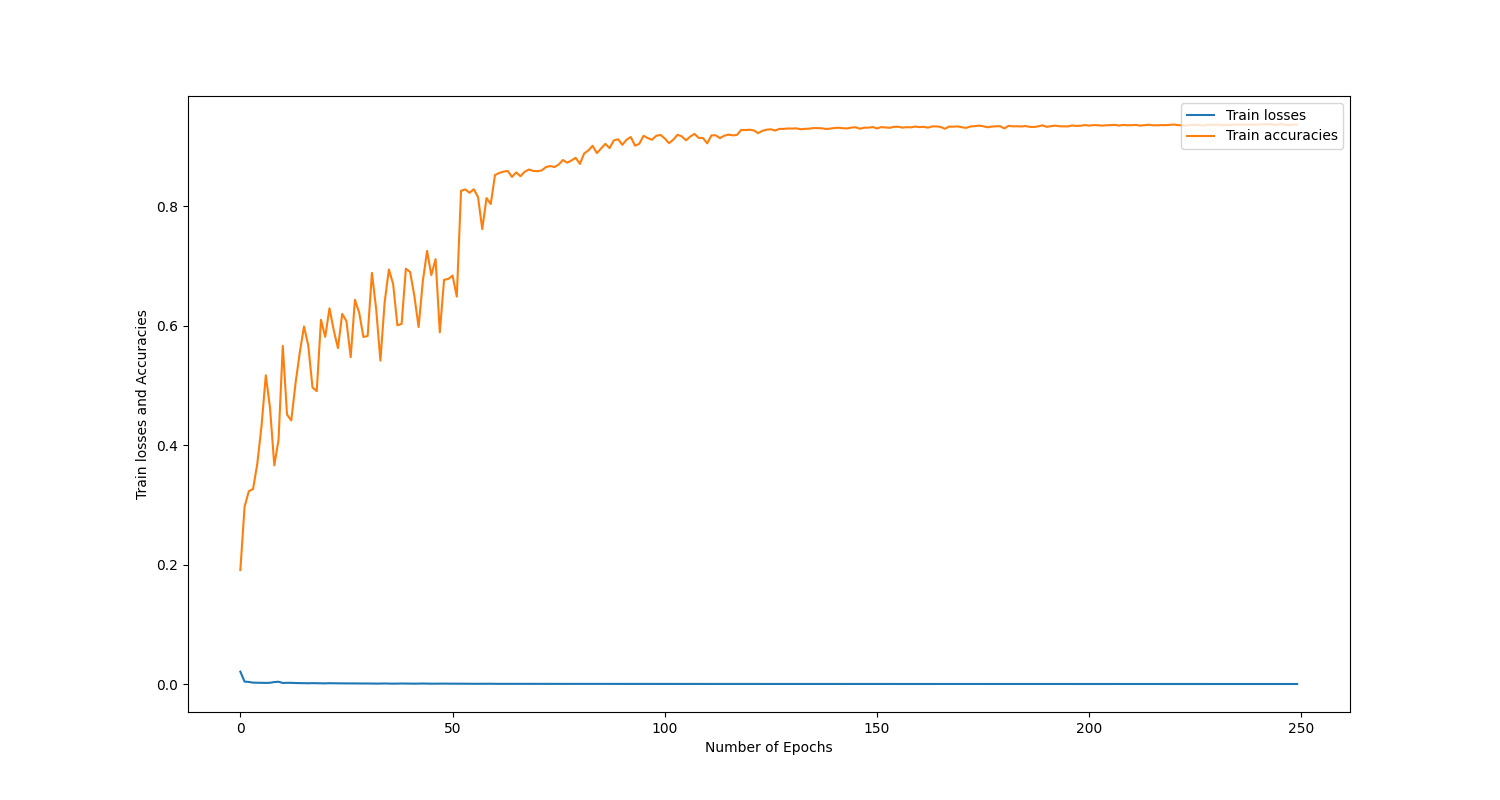 Train losses
Train accuracies
Train losses and Accuracies
0.8
0.6
0.4
0.2
0.0
0 50 100 150 200 250
Number of Epochs